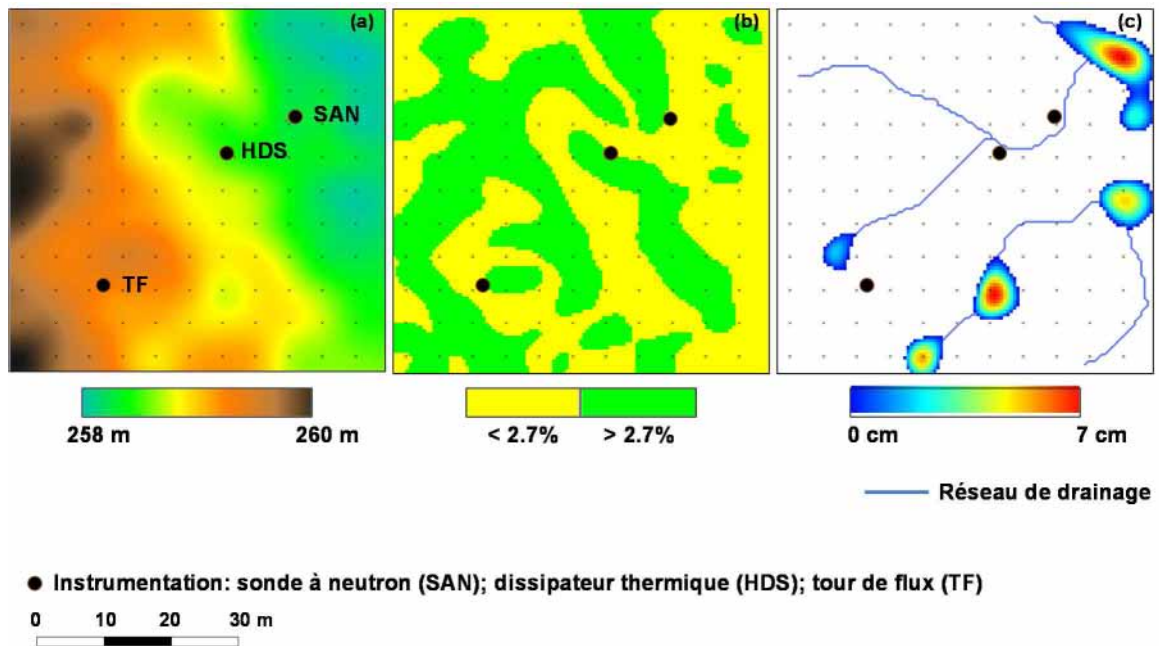 (a) (b) (c)
SAN
HDS
TF
258 m 260 m
< 2.7% > 2.7%
0 cm 7 cm
Réseau de drainage
Instrumentation: sonde à neutron (SAN); dissipateur thermique (HDS); tour de flux (TF)
0 10 20 30 m